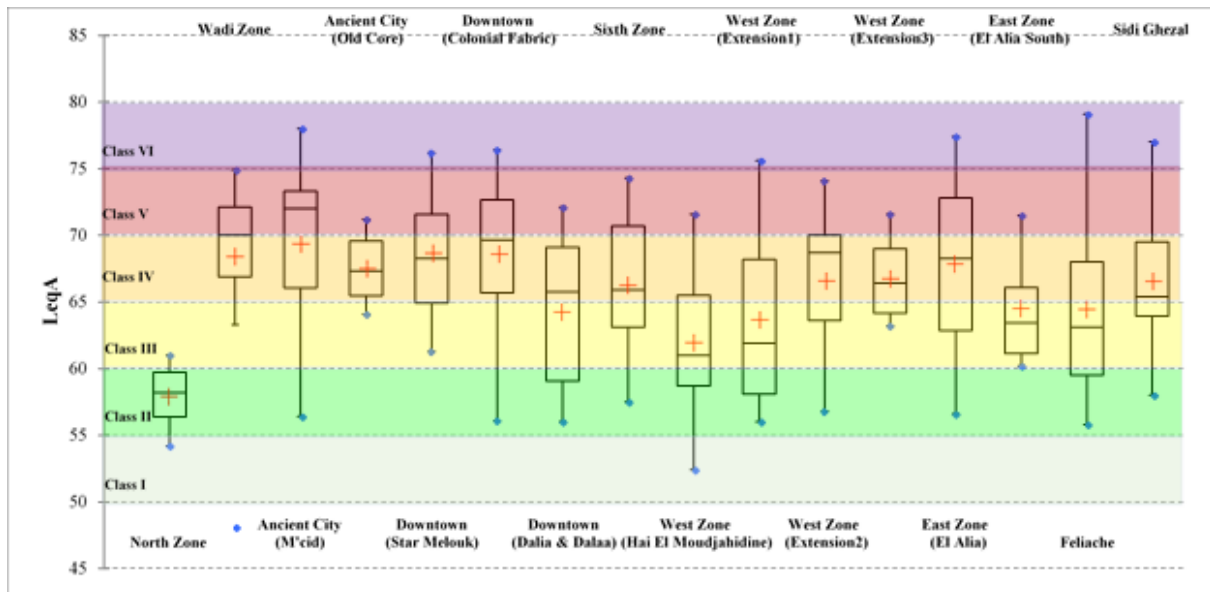 Wadi Zone
Ancient City
(Old Core)
Downtown
(Colonial Fabric)
Sixth Zone
West Zone
(Extension1)
West Zone
(Extension3)
East Zone
(El Alia South)
Sidi Ghezal
85
80
75
70
65
60
55
50
45
LeqA
Class VI
Class V
Class IV
Class III
Class II
Class I
North Zone
Ancient City
(M'cid)
Downtown
(Star Melouk)
Downtown
(Dalia & Dalaa)
West Zone
(Hai El Moudjahidine)
West Zone
(Extension2)
East Zone
(El Alia)
Feliache